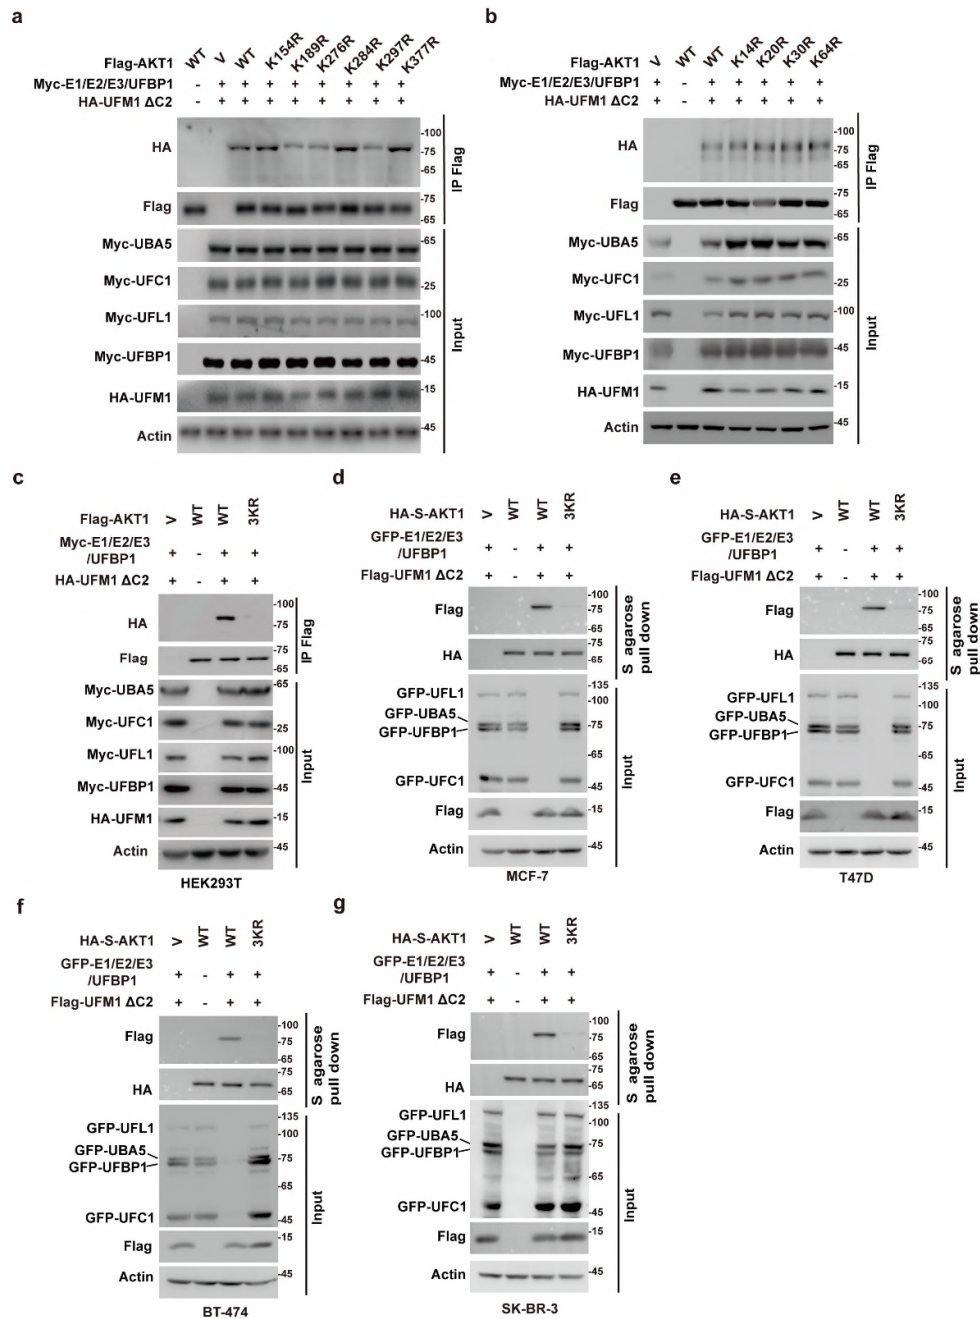 a
Flag-AKT1 WT V WT K154R K189R K276R K284R K297R K377R
Myc-E1/E2/E3/UFBP1 - + + + + + + + +
HA-UFM1 ΔC2 - + + + + + + + +
HA
-100
-75
-65
IP Flag
Flag
-75
-65
Myc-UBA5
-65
Myc-UFC1
-25
Myc-UFL1
-100
Myc-UFBP1
-45
HA-UFM1
-15
Actin
-45
Input
b
Flag-AKT1 V WT WT K14R K20R K30R K64R
Myc-E1/E2/E3/UFBP1 + - + + + + +
HA-UFM1 ΔC2 + - + + + + +
HA
-100
-75
-65
IP Flag
Flag
-75
-65
Myc-UBA5
-65
Myc-UFC1
-25
Myc-UFL1
-100
Myc-UFBP1
-45
HA-UFM1
-15
Actin
-45
Input
c
Flag-AKT1 V WT WT 3KR
Myc-E1/E2/E3
/UFBP1 + - + +
HA-UFM1 ΔC2 + - + +
HA
-100
-75
-65
IP Flag
Flag
-75
-65
Myc-UBA5
-65
Myc-UFC1
-25
Myc-UFL1
-100
Myc-UFBP1
-45
HA-UFM1
-15
Actin
-45
Input
HEK293T
d
HA-S-AKT1 V WT WT 3KR
GFP-E1/E2/E3
/UFBP1 + - + +
Flag-UFM1 ΔC2 + - + +
Flag
-100
-75
-65
S agarose
pull down
HA
-75
-65
GFP-UFL1
-135
-100
GFP-UBA5
GFP-UFBP1
-75
-65
GFP-UFC1
-45
Flag
-15
Actin
-45
Input
MCF-7
e
HA-S-AKT1 V WT WT 3KR
GFP-E1/E2/E3
/UFBP1 + - + +
Flag-UFM1 ΔC2 + - + +
Flag
-100
-75
-65
S agarose
pull down
HA
-75
-65
GFP-UFL1
-135
-100
GFP-UBA5
GFP-UFBP1
-75
-65
GFP-UFC1
-45
Flag
-15
Actin
-45
Input
T47D
f
HA-S-AKT1 V WT WT 3KR
GFP-E1/E2/E3
/UFBP1 + - + +
Flag-UFM1 ΔC2 + - + +
Flag
-100
-75
-65
S agarose
pull down
HA
-75
-65
GFP-UFL1
-135
-100
GFP-UBA5
GFP-UFBP1
-75
-65
GFP-UFC1
-45
Flag
-15
Actin
-45
Input
BT-474
g
HA-S-AKT1 V WT WT 3KR
GFP-E1/E2/E3
/UFBP1 + - + +
Flag-UFM1 ΔC2 + - + +
Flag
-100
-75
-65
S agarose
pull down
HA
-75
-65
GFP-UFL1
-135
-100
GFP-UBA5
GFP-UFBP1
-75
-65
GFP-UFC1
-45
Flag
-15
Actin
-45
Input
SK-BR-3